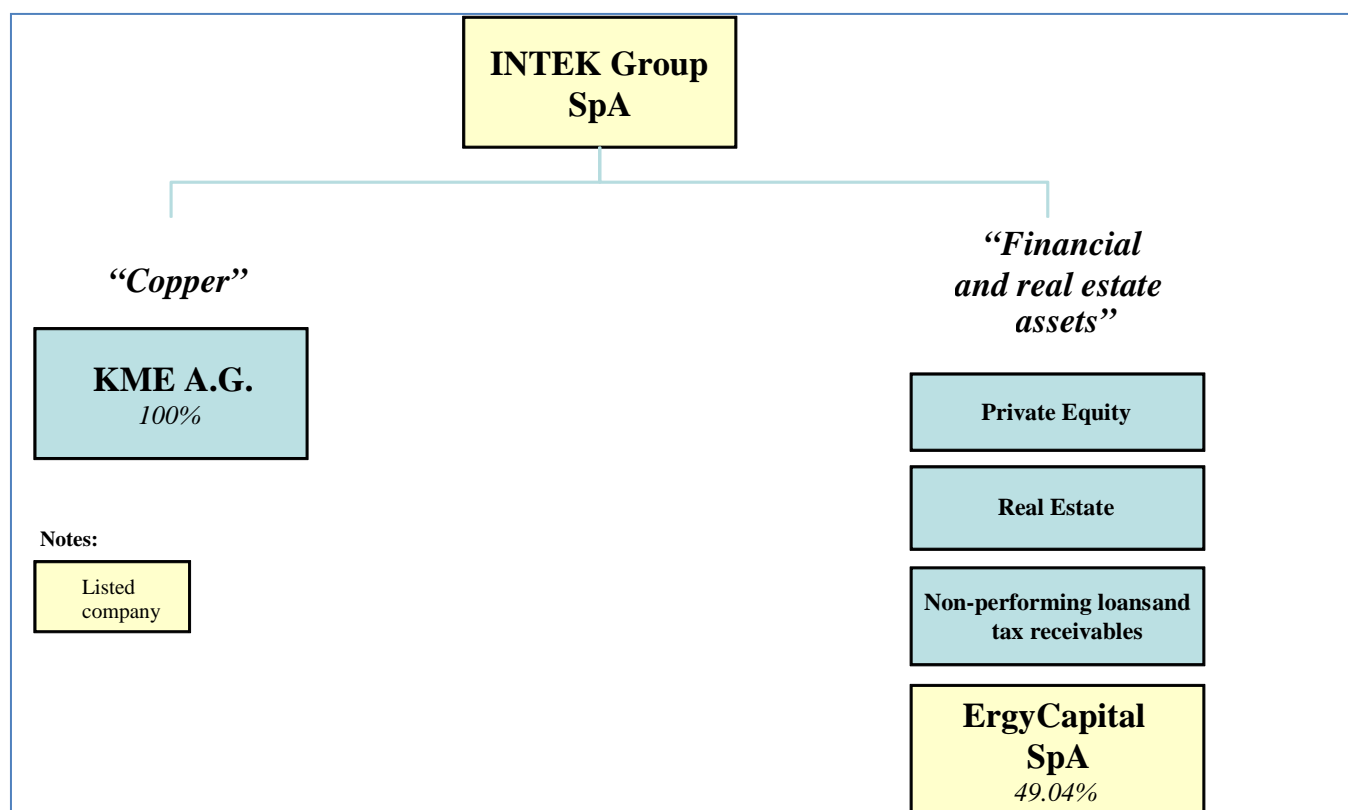 INTEK Group
SpA
“Copper”
KME A.G.
100%
Notes:
Listed
company
“Financial
and real estate
assets”
Private Equity
Real Estate
Non-performing loansand
tax receivables
ErgyCapital
SpA
49.04%